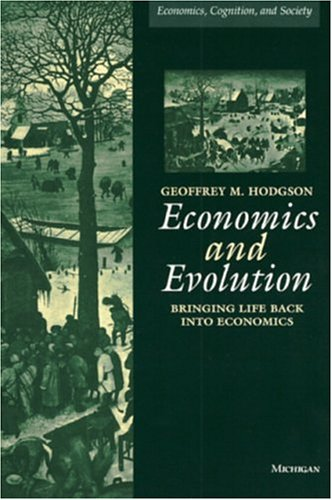 Economics, Cognition, and Society
GEOFFREY M. HODGSON
Economics
and
Evolution
BRINGING LIFE BACK
INTO ECONOMICS
MICHIGAN